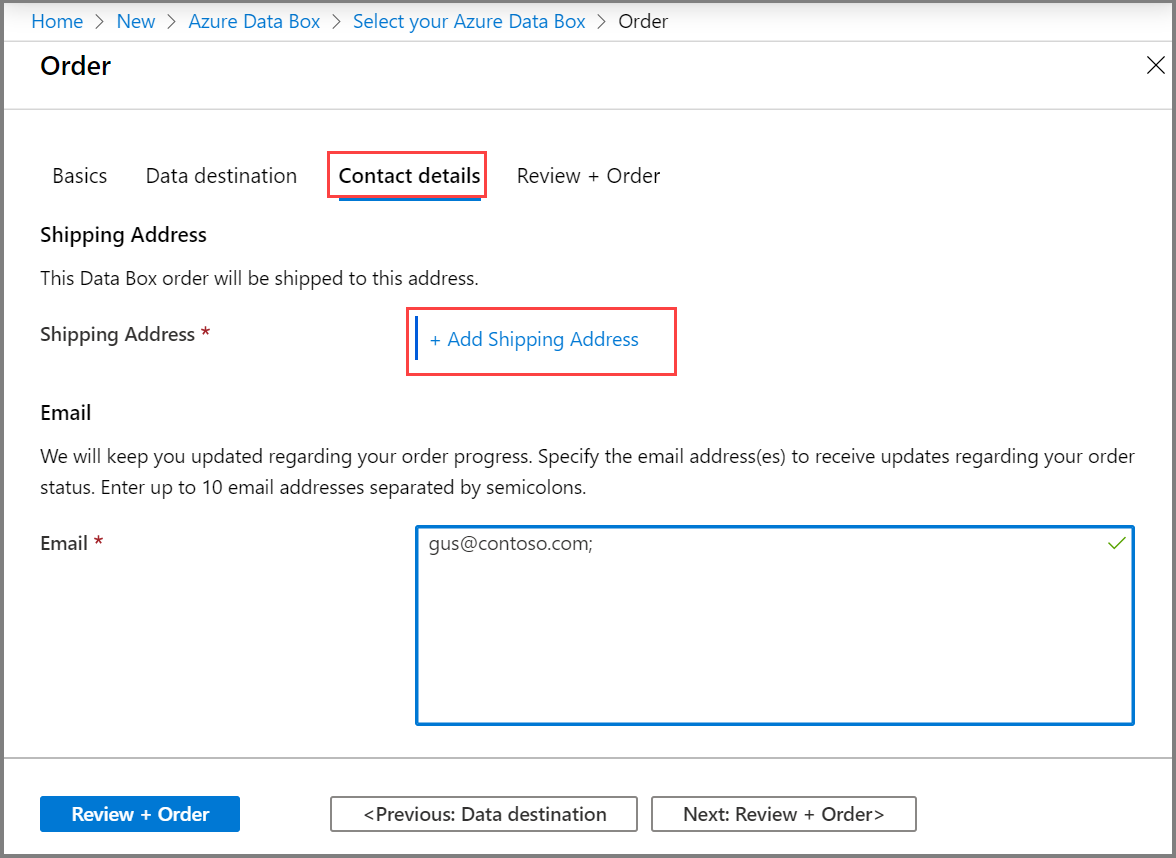 Home > New > Azure Data Box > Select your Azure Data Box > Order
Order
Basics Data destination Contact details Review + Order
Shipping Address
This Data Box order will be shipped to this address.
Shipping Address * + Add Shipping Address
Email
We will keep you updated regarding your order progress. Specify the email address(es) to receive updates regarding your order
status. Enter up to 10 email addresses separated by semicolons.
Email * gus@contoso.com;
Review + Order <Previous: Data destination Next: Review + Order>